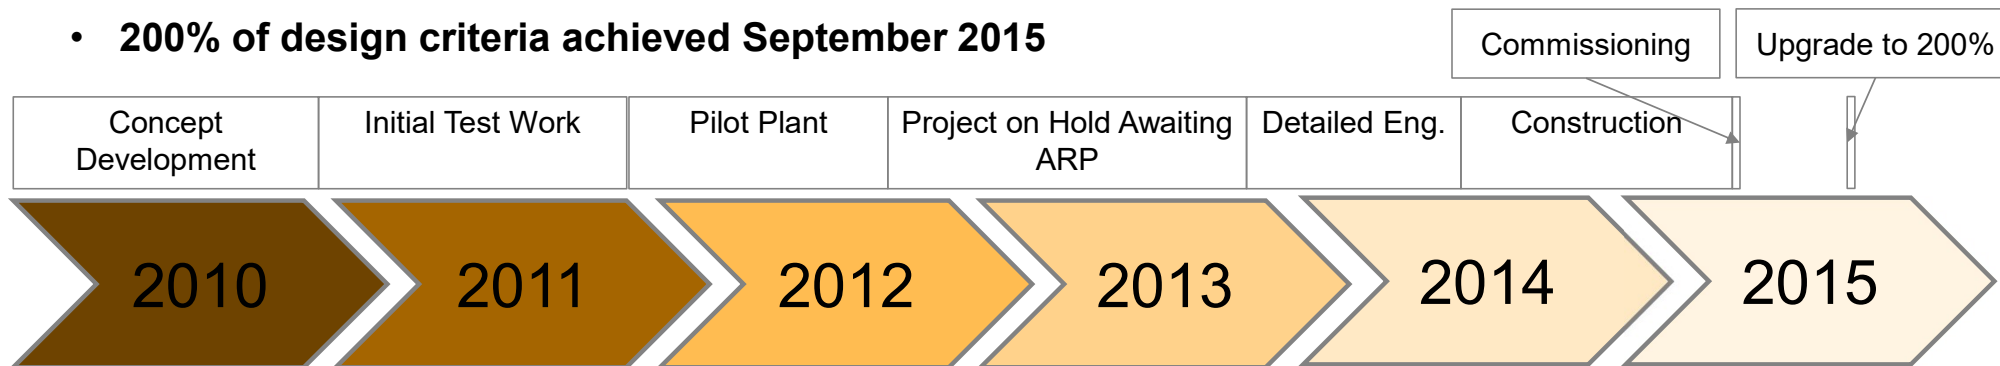 • 200% of design criteria achieved September 2015
Commissioning
Upgrade to 200%
Concept
Development
Initial Test Work
Pilot Plant
Project on Hold Awaiting
ARP
Detailed Eng.
Construction
2010
2011
2012
2013
2014
2015